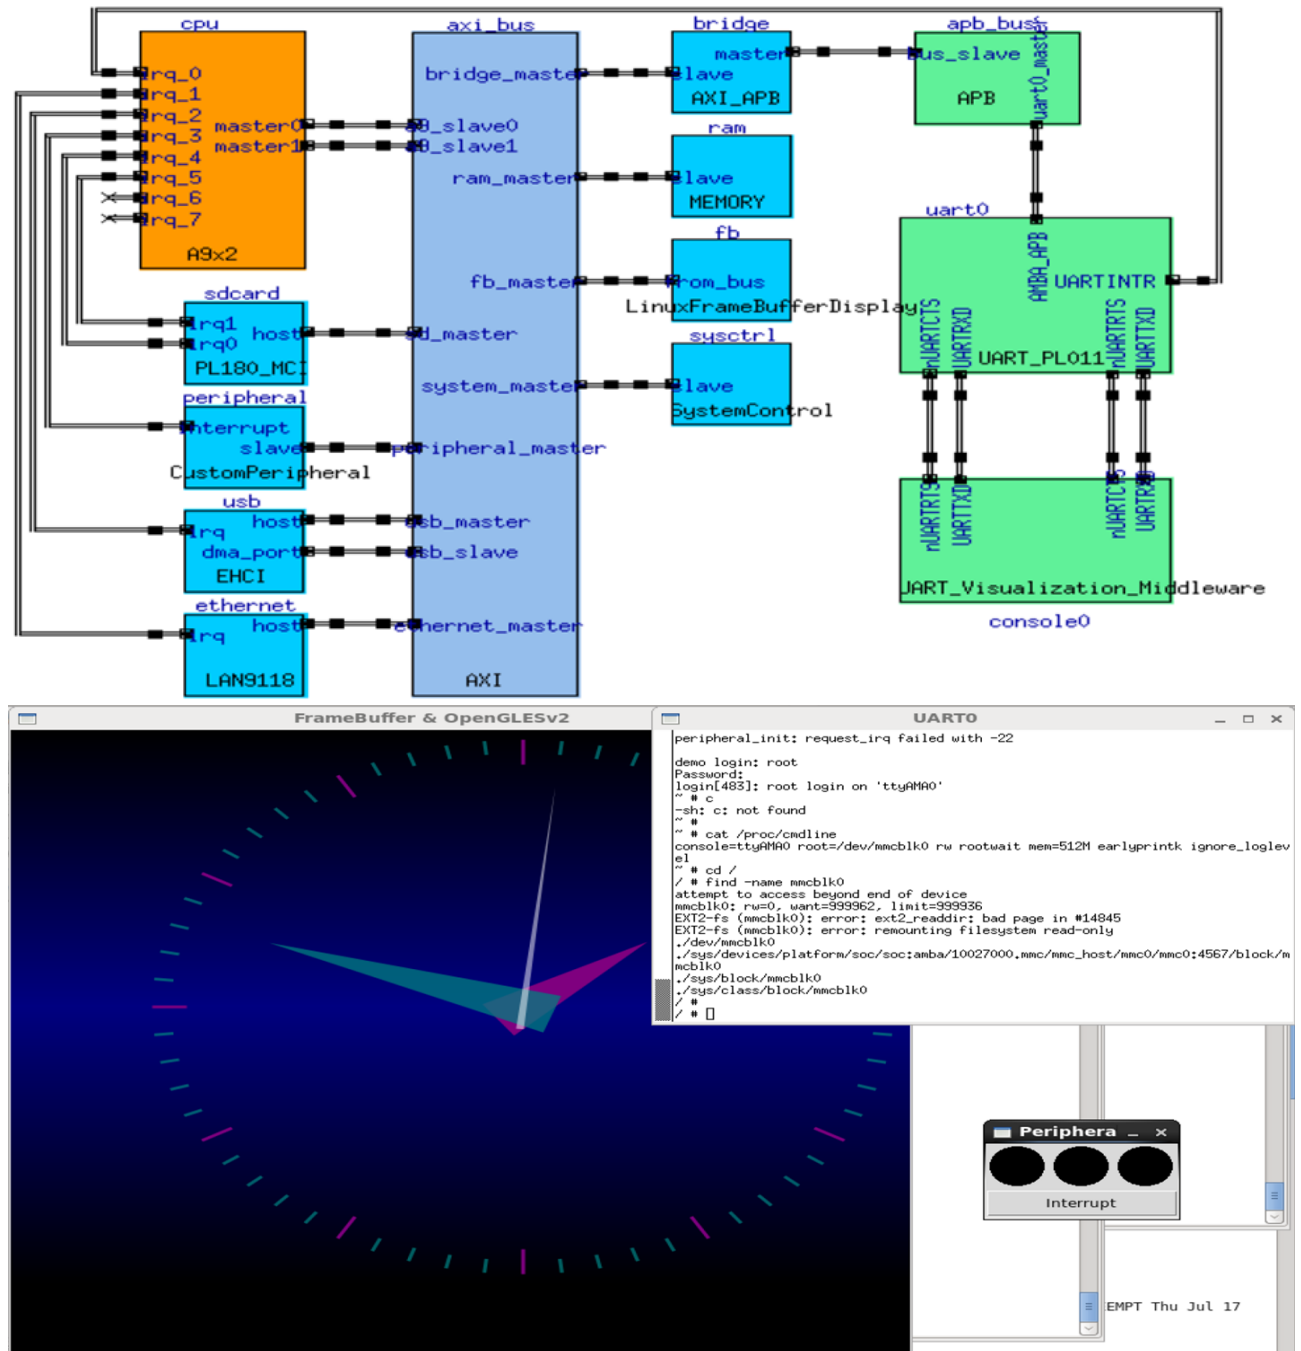 cpu
irq_0
irq_1
irq_2
irq_3
irq_4
irq_5
irq_6
irq_7
master0
master1
A9x2
sdcard
irq1
irq0
host
PL180_MCI
peripheral
interrupt
slave
CustomPeripheral
usb
irq
host
dma_port
EHCI
ethernet
irq
host
LAN9118
axi_bus
bridge_master
a9_slave0
a9_slave1
ram_master
fb_master
sd_master
system_master
peripheral_master
usb_master
usb_slave
ethernet_master
AXI
bridge
master
slave
AXI_APB
ram
slave
MEMORY
fb
from_bus
LinuxFrameBufferDisplay
sysctrl
slave
SystemControl
apb_bus
bus_slave
uart0_master
APB
uart0
AMBA_APB
UARTINTR
nUARTCTS
UARTRXD
nUARTRTS
UARTTXD
UART_PL011
nUARTRTS
UARTTXD
nUARTCTS
UARTRXD
UART_Visualization_Middleware
console0
FrameBuffer & OpenGLESv2
UART0
peripheral_init: request_irq failed with -22
demo login: root
Password:
login[483]: root login on 'ttyAMA0'
~ # c
-sh: c: not found
~ #
~ # cat /proc/cmdline
console=ttyAMA0 root=/dev/mmcblk0 rw rootwait mem=512M earlyprintk ignore_loglev
el
~ # cd /
/ # find -name mmcblk0
attempt to access beyond end of device
mmcblk0: rw=0, want=999962, limit=999936
EXT2-fs (mmcblk0): error: ext2_readdir: bad page in #14845
EXT2-fs (mmcblk0): error: remounting filesystem read-only
./dev/mmcblk0
./sys/devices/platform/soc/soc:amba/10027000.mmc/mmc_host/mmc0/mmc0:4567/block/m
mcblk0
./sys/block/mmcblk0
./sys/class/block/mmcblk0
/ #
/ #
Periphera
Interrupt
EMPT Thu Jul 17